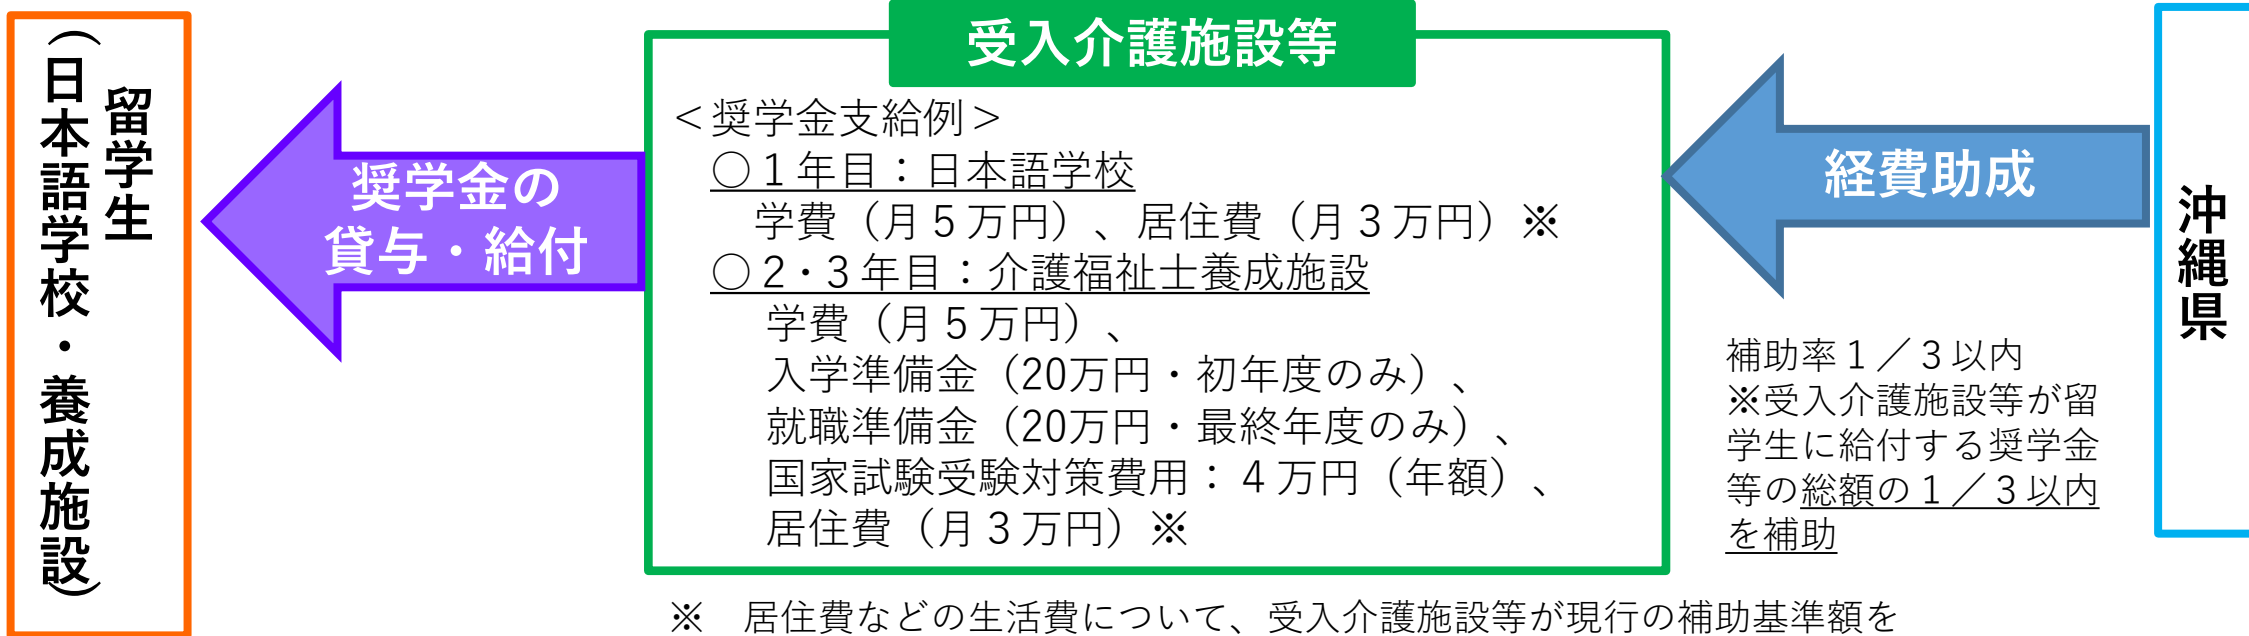 留学生
（日本語学校・養成施設）
奨学金の
貸与・給付
受入介護施設等
＜奨学金支給例＞
○１年目：日本語学校
学費（月５万円）、居住費（月３万円）※
○２・３年目：介護福祉士養成施設
学費（月５万円）、
入学準備金（20万円・初年度のみ）、
就職準備金（20万円・最終年度のみ）、
国家試験受験対策費用：４万円（年額）、
居住費（月３万円）※
経費助成
補助率１／３以内
※受入介護施設等が留
学生に給付する奨学金
等の総額の１／３以内
を補助
沖縄県
※　居住費などの生活費について、受入介護施設等が現行の補助基準額を